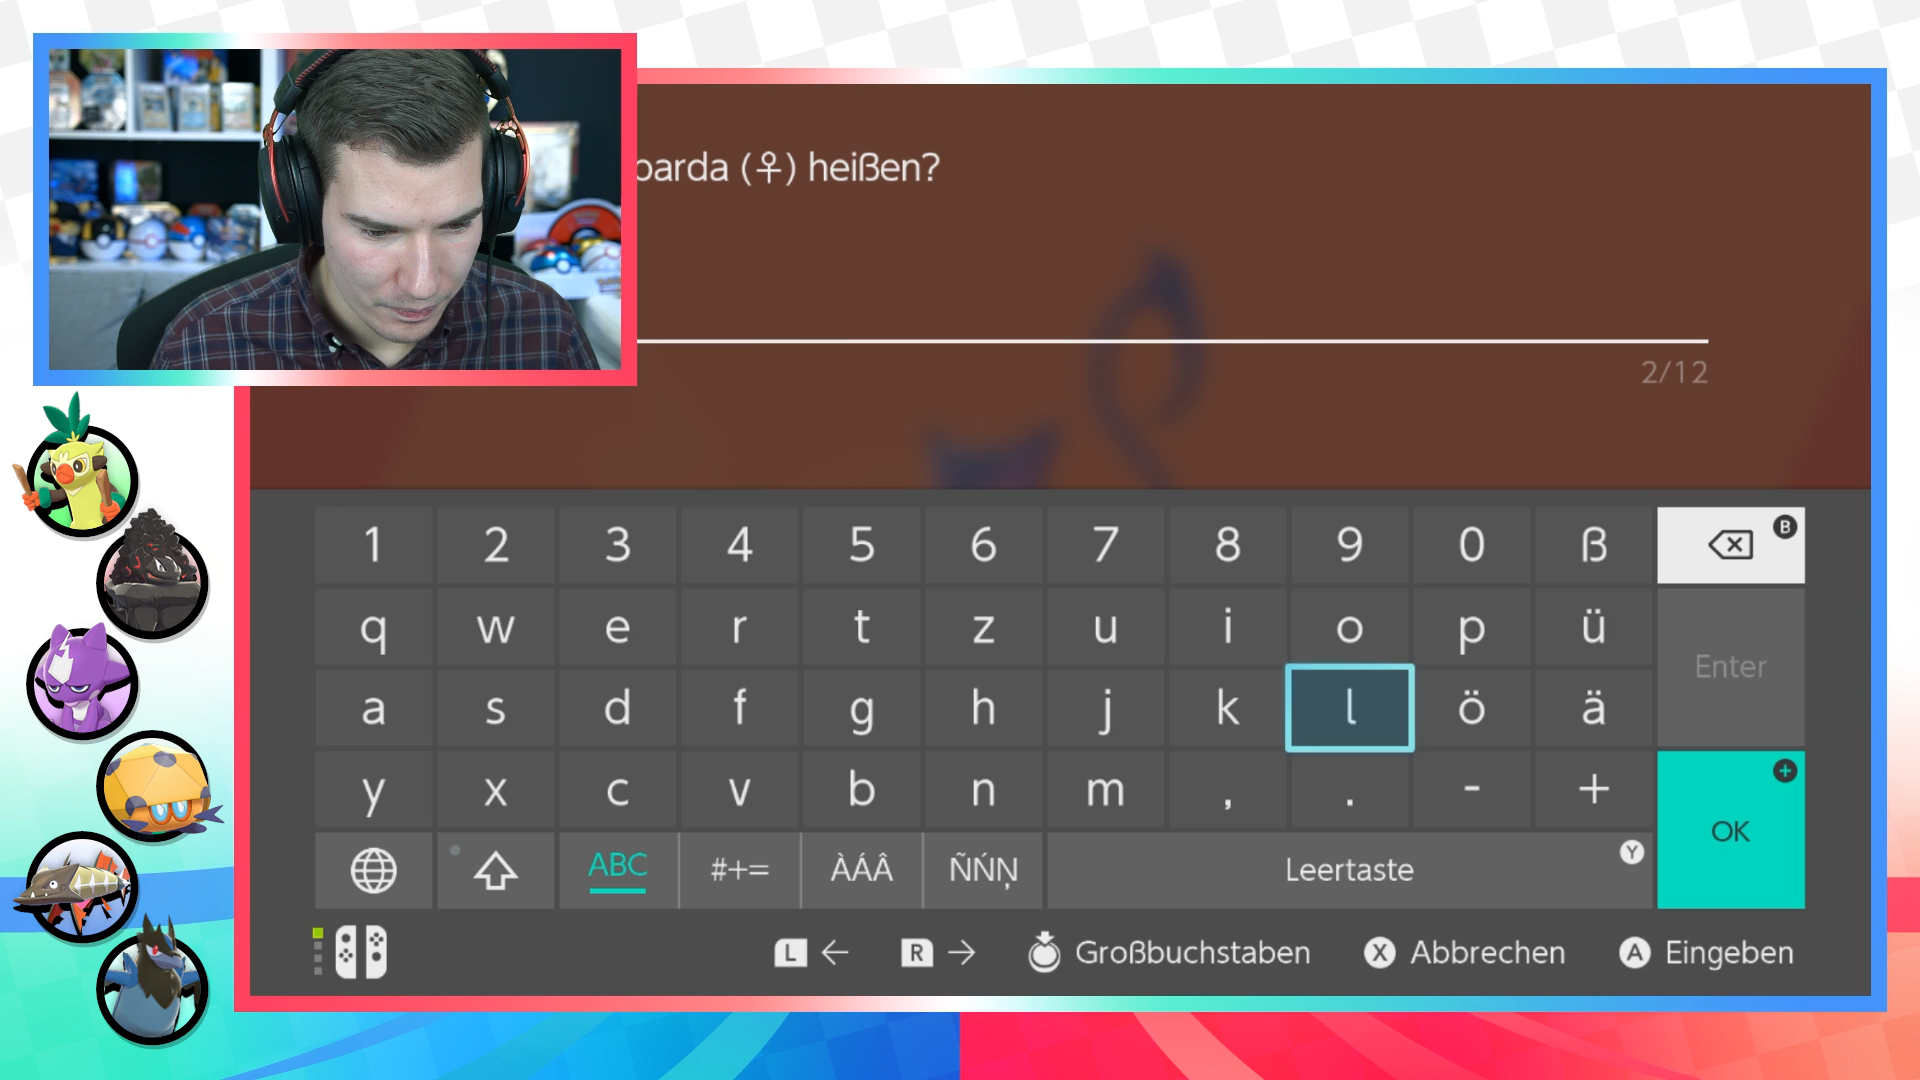 barda (♀) heißen?
2/12
1 2 3 4 5 6 7 8 9 0 ß B
q w e r t z u i o p ü
Enter
a s d f g h j k l ö ä
y x c v b n m , . - +
OK
ABC #+= ÀÁÂ ÑŃŅ Leertaste Y
L ← R → Großbuchstaben X Abbrechen A Eingeben